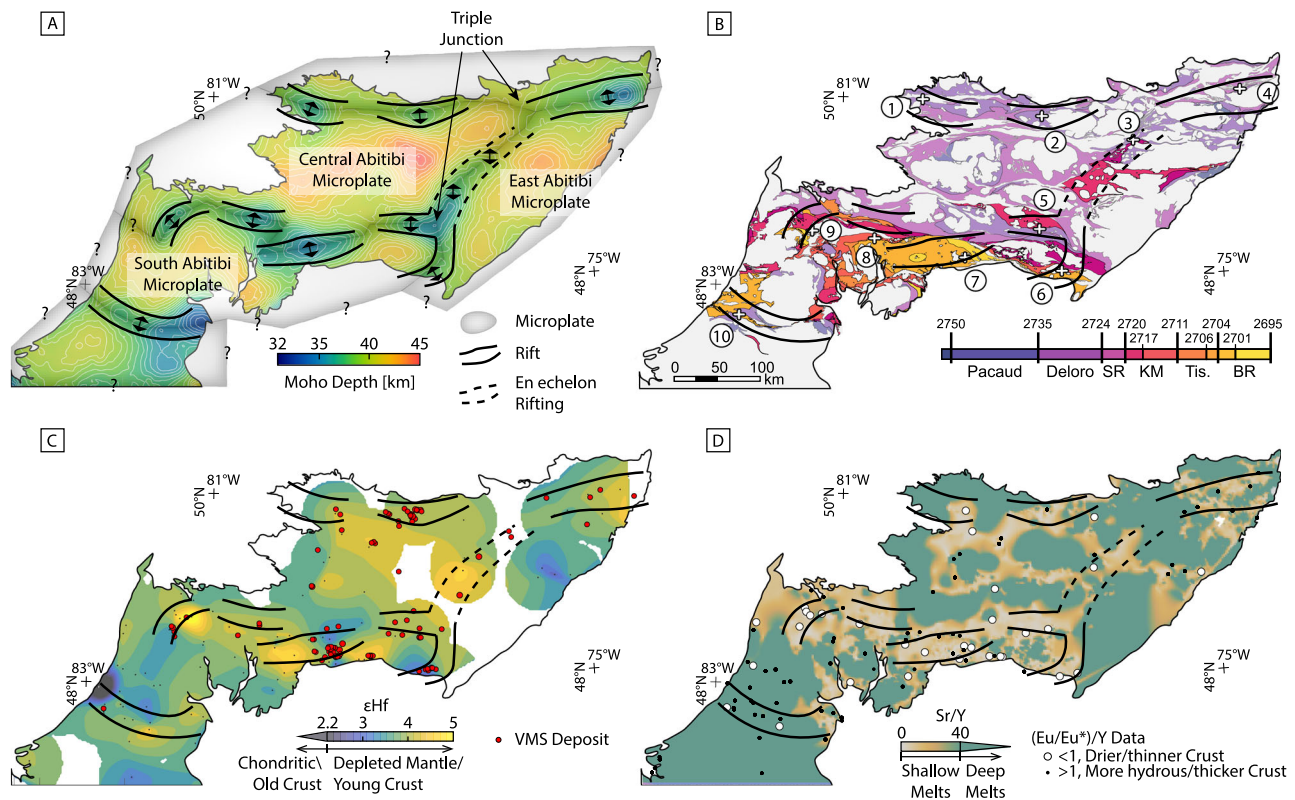 A
Triple
Junction
?
?
?
?
?
?
?
?
?
?
81°W
50°N
Central Abitibi
Microplate
East Abitibi
Microplate
South Abitibi
Microplate
83°W
48°N
75°W
48°N
Microplate
Rift
En echelon
Rifting
32 35 40 45
Moho Depth [km]
B
81°W
50°N
1
2
3
4
5
6
7
8
9
10
83°W
48°N
75°W
48°N
0 50 100
km
2750 2735 2724 2720 2711 2704 2695
2717 2706 2701
Pacaud Deloro SR KM Tis. BR
C
81°W
50°N
83°W
48°N
75°W
48°N
εHf
2.2 3 4 5
Chondritic\ Depleted Mantle/
Old Crust Young Crust
VMS Deposit
D
81°W
50°N
83°W
48°N
75°W
48°N
Sr/Y
0 40
Shallow Deep
Melts Melts
(Eu/Eu*)/Y Data
<1, Drier/thinner Crust
>1, More hydrous/thicker Crust